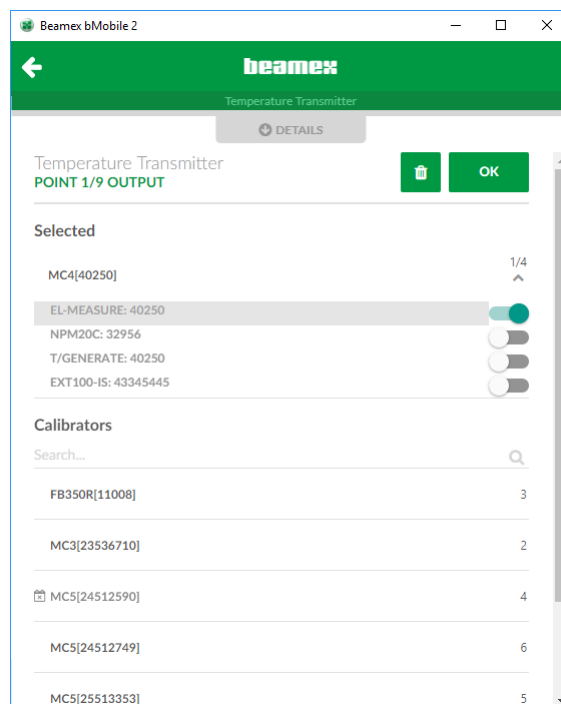 Beamex bMobile 2
beamex
Temperature Transmitter
DETAILS
Temperature Transmitter
POINT 1/9 OUTPUT
OK
Selected
1/4
MC4[40250]
EL-MEASURE: 40250
NPM20C: 32956
T/GENERATE: 40250
EXT100-IS: 43345445
Calibrators
Search...
FB350R[11008] 3
MC3[23536710] 2
MC5[24512590] 4
MC5[24512749] 6
MC5[25513353] 5